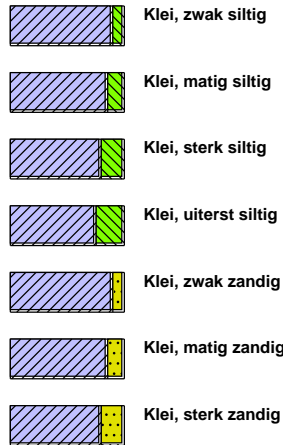 Klei, zwak siltig
Klei, matig siltig
Klei, sterk siltig
Klei, uiterst siltig
Klei, zwak zandig
Klei, matig zandig
Klei, sterk zandig